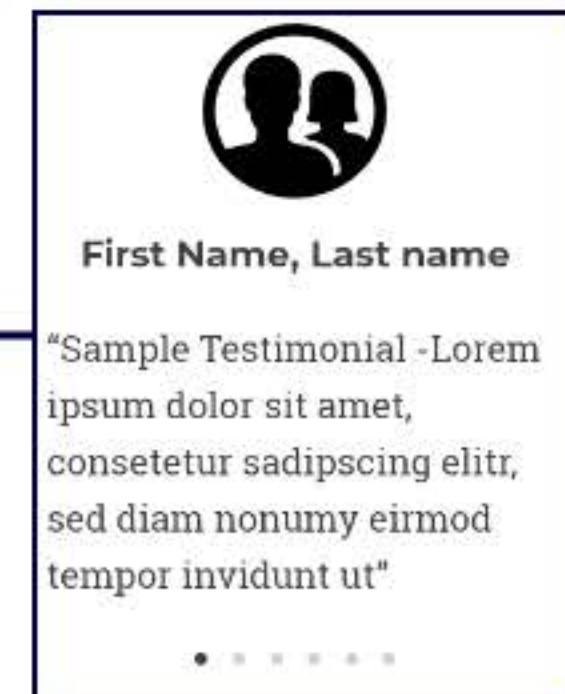 First Name, Last name
“Sample Testimonial -Lorem
ipsum dolor sit amet,
consetetur sadipscing elitr,
sed diam nonumy eirmod
tempor invidunt ut"